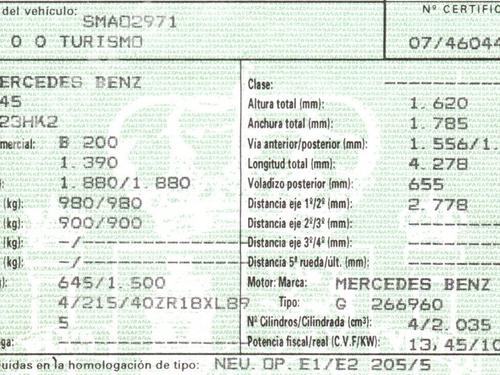 del vehículo:
SMA02971
0 0 TURISMO
Nº CERTIFIC
07/46044
ERCEDES BENZ
45
23HK2
mercial: B 200
1.390
: 1.880/1.880
(kg): 980/980
(kg): 900/900
(kg): -/-
(kg): -/-
): 645/1.500
4/215/40ZR18XL89
5
ga:
Clase:
Altura total (mm): 1.620
Anchura total (mm): 1.785
Via anterior/posterior (mm): 1.556/1.
Longitud total (mm): 4.278
Voladizo posterior (mm): 655
Distancia eje 1º/2º (mm): 2.778
Distancia eje 2º/3º (mm):
Distancia eje 3º/4º (mm):
Distancia 5ª rueda/últ. (mm):
Motor: Marca: MERCEDES BENZ
Tipo: G 266960
Nº Cilindros/Cilindrada (cm³): 4/2.035
Potencia fiscal/real (C.V.F/KW): 13,45/10
uidas en la homologación de tipo: NEU. OP. E1/E2 205/5